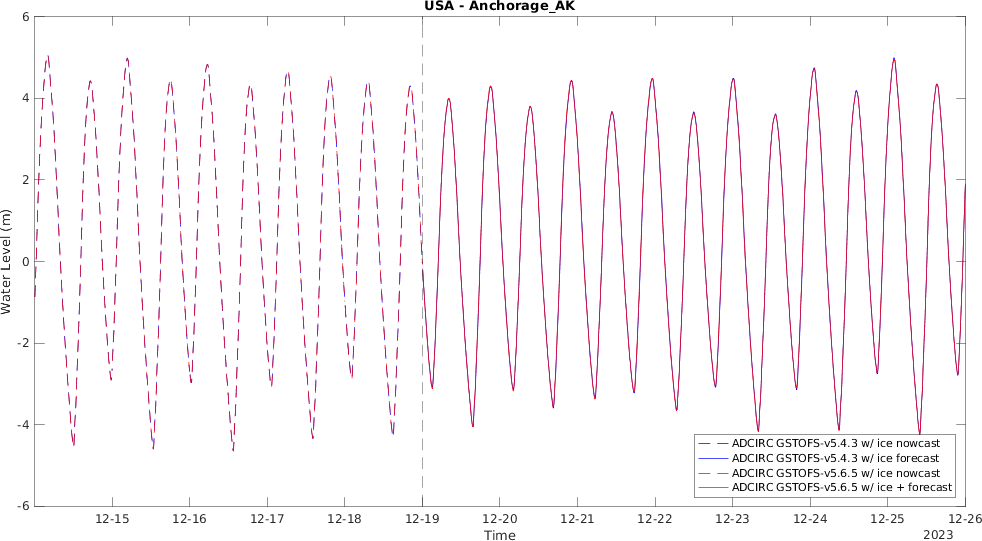 USA - Anchorage_AK
6
4
2
0
-2
-4
-6
Water Level (m)
ADCIRC GSTOFS-v5.4.3 w/ ice nowcast
ADCIRC GSTOFS-v5.4.3 w/ ice forecast
ADCIRC GSTOFS-v5.6.5 w/ ice nowcast
ADCIRC GSTOFS-v5.6.5 w/ ice + forecast
12-15 12-16 12-17 12-18 12-19 12-20 12-21 12-22 12-23 12-24 12-25 12-26
Time
2023